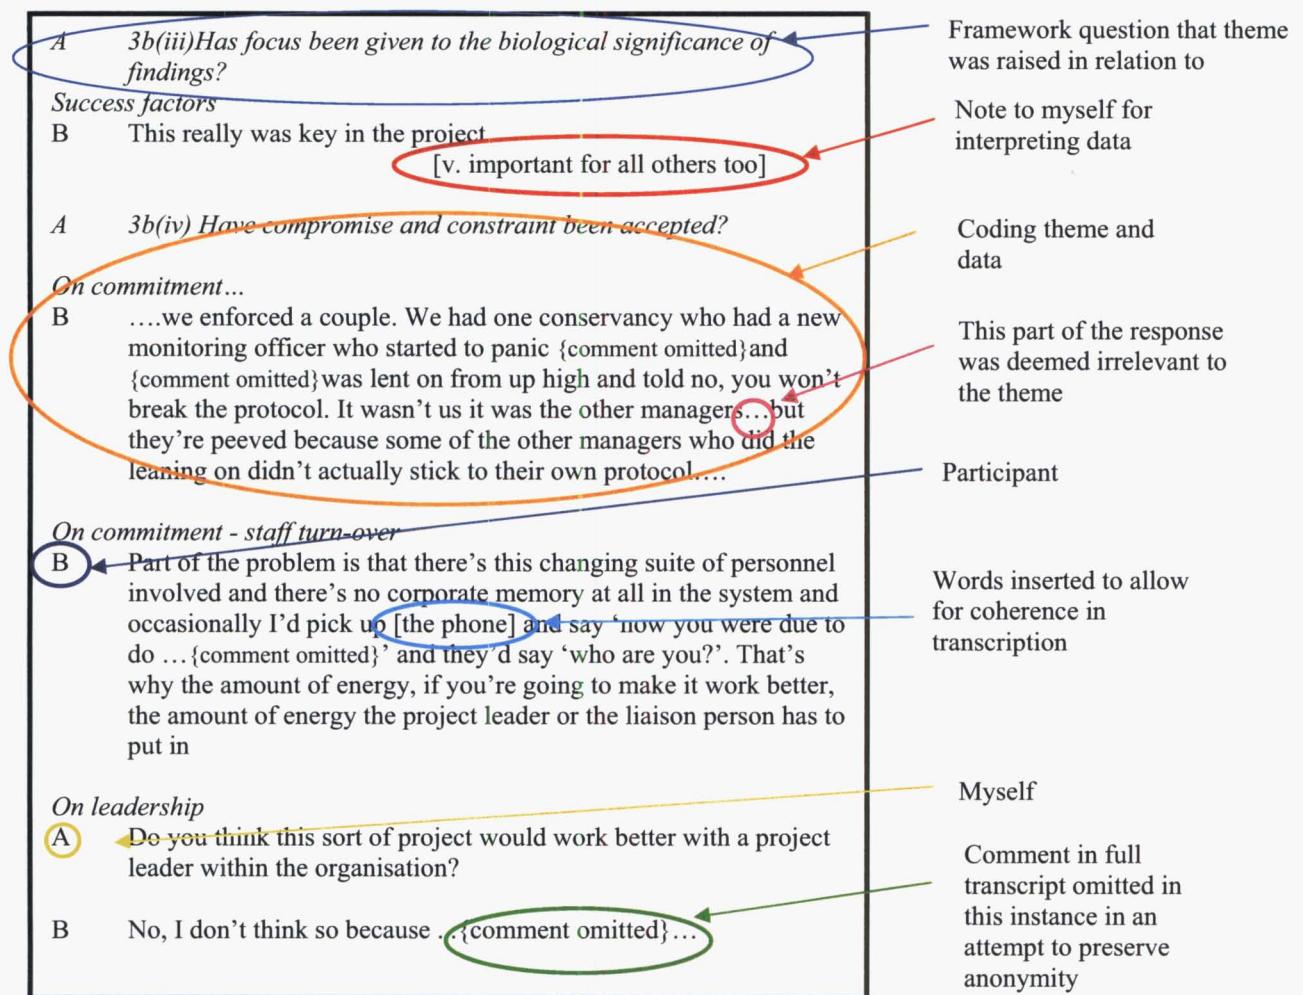 A 3b(iii)Has focus been given to the biological significance of
findings?
Success factors
B This really was key in the project
[v. important for all others too]
A 3b(iv) Have compromise and constraint been accepted?
On commitment…
B ….we enforced a couple. We had one conservancy who had a new
monitoring officer who started to panic {comment omitted}and
{comment omitted}was lent on from up high and told no, you won't
break the protocol. It wasn't us it was the other managers…but
they're peeved because some of the other managers who did the
leaning on didn't actually stick to their own protocol….
On commitment - staff turn-over
B Part of the problem is that there's this changing suite of personnel
involved and there's no corporate memory at all in the system and
occasionally I'd pick up [the phone] and say 'now you were due to
do …{comment omitted}' and they'd say 'who are you?'. That's
why the amount of energy, if you're going to make it work better,
the amount of energy the project leader or the liaison person has to
put in
On leadership
A Do you think this sort of project would work better with a project
leader within the organisation?
B No, I don't think so because …{comment omitted}…
Framework question that theme
was raised in relation to
Note to myself for
interpreting data
Coding theme and
data
This part of the response
was deemed irrelevant to
the theme
Participant
Words inserted to allow
for coherence in
transcription
Myself
Comment in full
transcript omitted in
this instance in an
attempt to preserve
anonymity